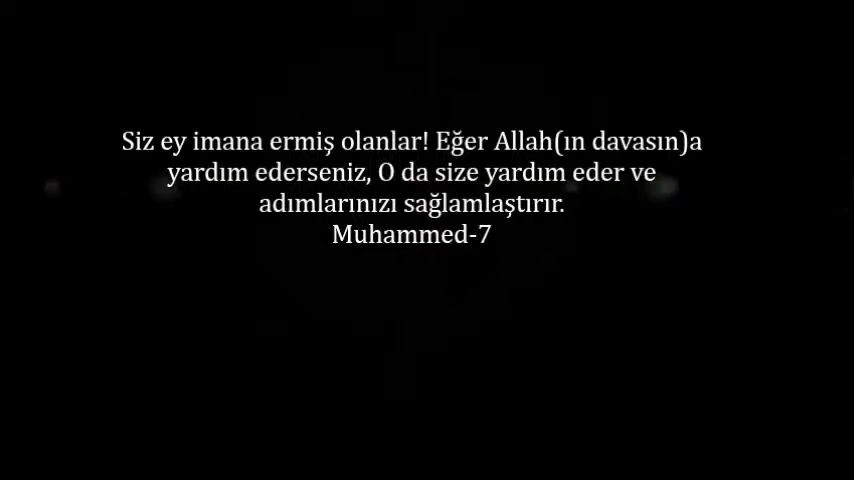 Siz ey imana ermiş olanlar! Eğer Allah(ın davasın)a
yardım ederseniz, O da size yardım eder ve
adımlarınızı sağlamlaştırır.
Muhammed-7